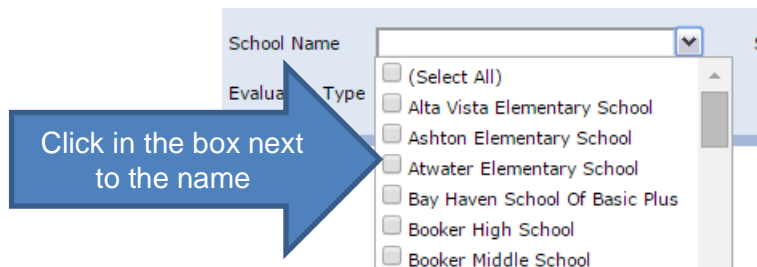 School Name
(Select All)
Evalua Type
Alta Vista Elementary School
Ashton Elementary School
Click in the box next
to the name
Atwater Elementary School
Bay Haven School Of Basic Plus
Booker High School
Booker Middle School